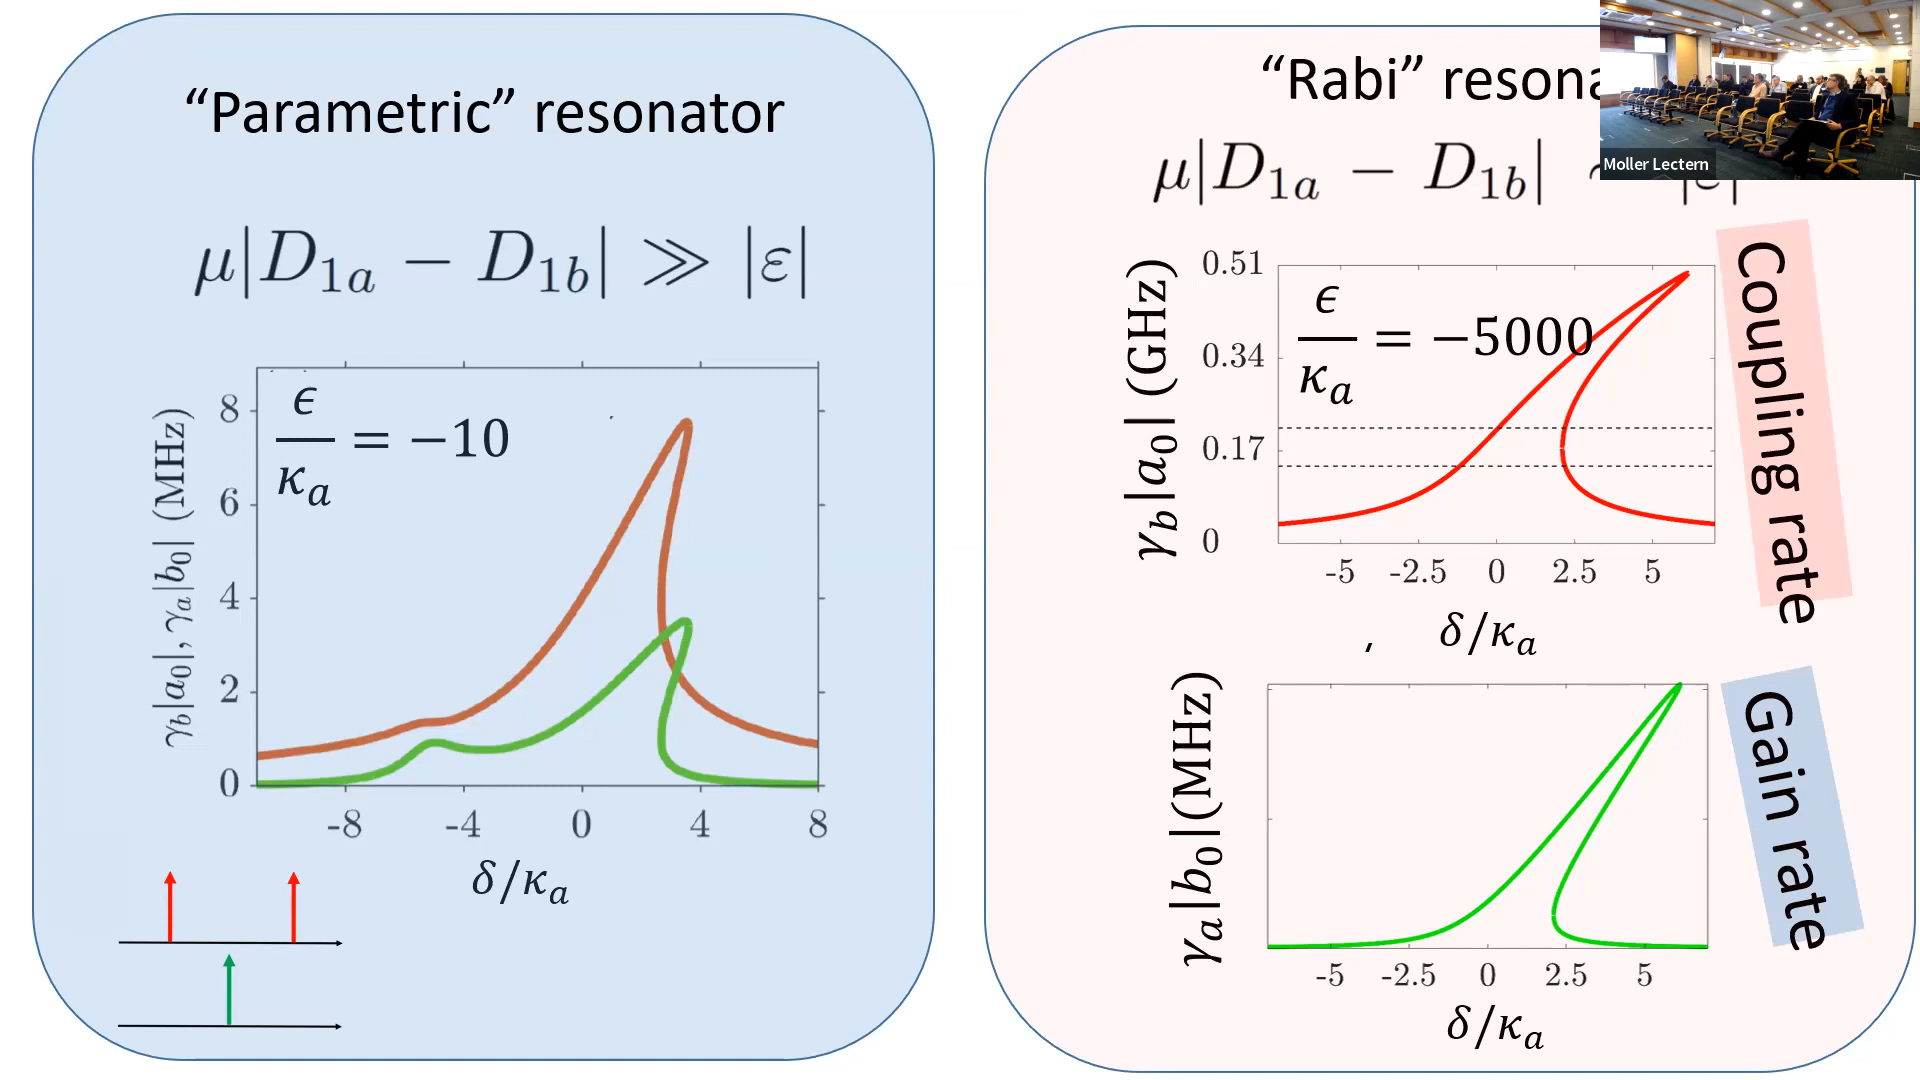 “Parametric” resonator
μ|D₁ₐ − D₁b| ≫ |ε|
ϵ/κₐ = −10
γb|a₀|, γₐ|b₀| (MHz)
8
6
4
2
0
-8 -4 0 4 8
δ/κₐ
“Rabi” resona
μ|D₁ₐ − D₁b|
Moller Lectern
ϵ/κₐ = −5000
γb|a₀| (GHz)
0.51
0.34
0.17
0
-5 -2.5 0 2.5 5
, δ/κₐ
Coupling rate
γₐ|b₀|(MHz)
-5 -2.5 0 2.5 5
δ/κₐ
Gain rate